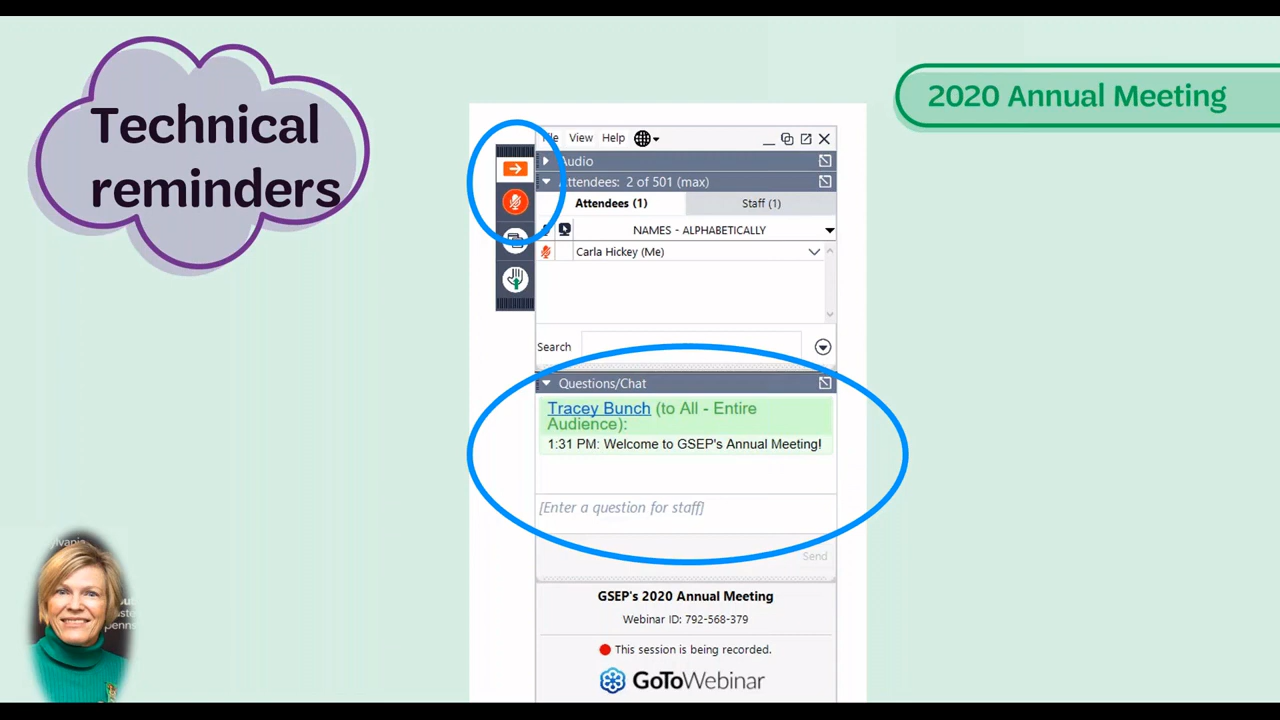 Technical
reminders
2020 Annual Meeting
View Help
Audio
Attendees: 2 of 501 (max)
Attendees (1) Staff (1)
NAMES - ALPHABETICALLY
Carla Hickey (Me)
Search
Questions/Chat
Tracey Bunch (to All - Entire
Audience):
1:31 PM: Welcome to GSEP's Annual Meeting!
[Enter a question for staff]
Send
GSEP's 2020 Annual Meeting
Webinar ID: 792-568-379
This session is being recorded.
GoToWebinar